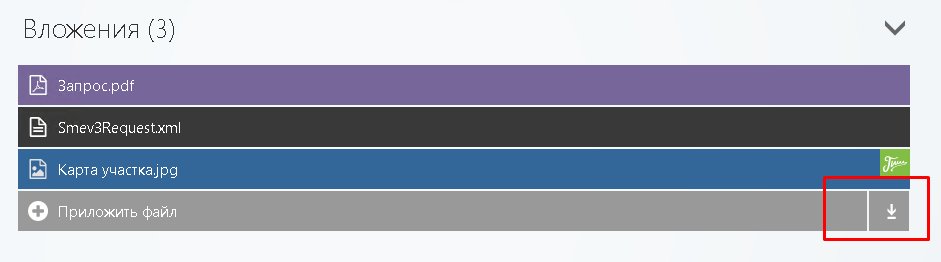 Вложения (3)
Запрос.pdf
Smev3Request.xml
Карта участка.jpg
Приложить файл